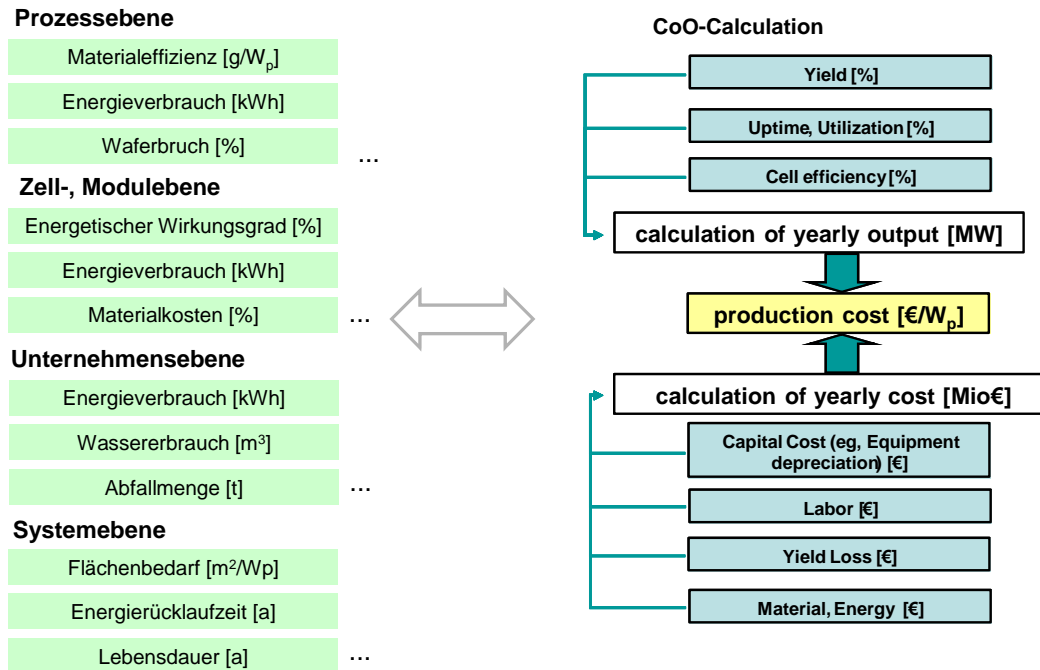 Prozessebene
Materialeffizienz [g/Wp]
Energieverbrauch [kWh]
Waferbruch [%]
...
Zell-, Modulebene
Energetischer Wirkungsgrad [%]
Energieverbrauch [kWh]
Materialkosten [%]
...
Unternehmensebene
Energieverbrauch [kWh]
Wassererbrauch [m³]
Abfallmenge [t]
...
Systemebene
Flächenbedarf [m²/Wp]
Energierücklaufzeit [a]
Lebensdauer [a]
...
CoO-Calculation
Yield [%]
Uptime, Utilization [%]
Cell efficiency [%]
calculation of yearly output [MW]
production cost [€/Wp]
calculation of yearly cost [Mio€]
Capital Cost (eg, Equipment
depreciation) [€]
Labor [€]
Yield Loss [€]
Material, Energy [€]